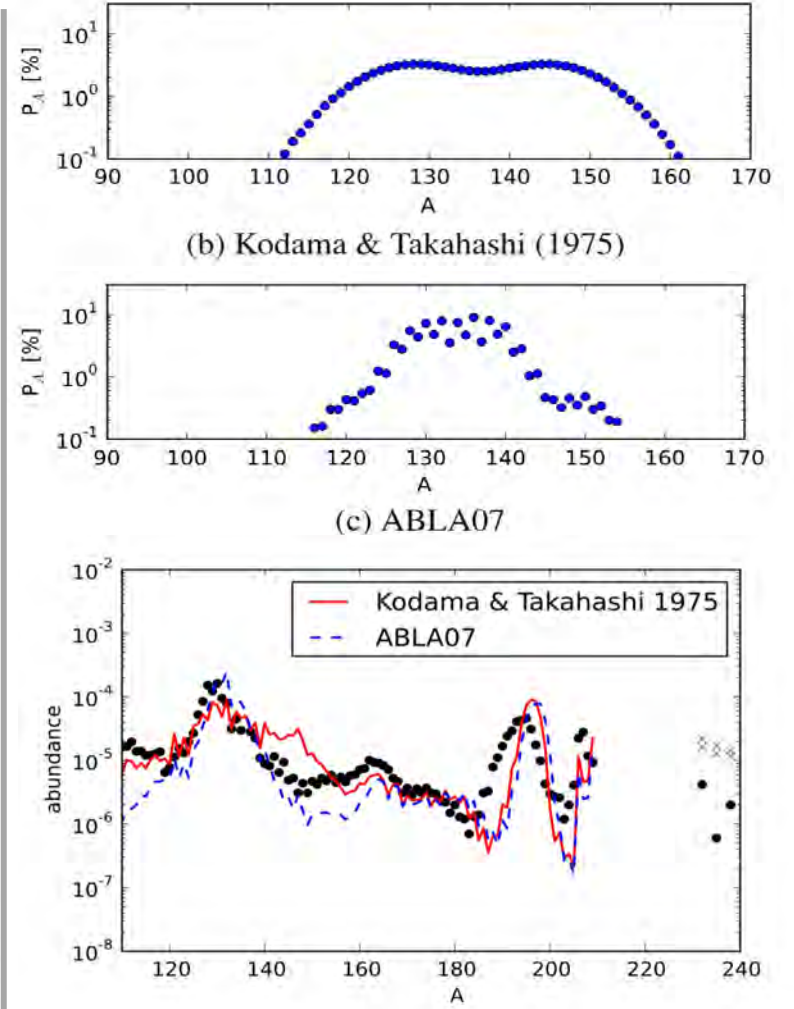 10¹
10⁰
10⁻¹
P_A [%]
90 100 110 120 130 140 150 160 170
A
(b) Kodama & Takahashi (1975)
10¹
10⁰
10⁻¹
P_A [%]
90 100 110 120 130 140 150 160 170
A
(c) ABLA07
10⁻²
10⁻³
10⁻⁴
10⁻⁵
10⁻⁶
10⁻⁷
10⁻⁸
abundance
Kodama & Takahashi 1975
ABLA07
120 140 160 180 200 220 240
A